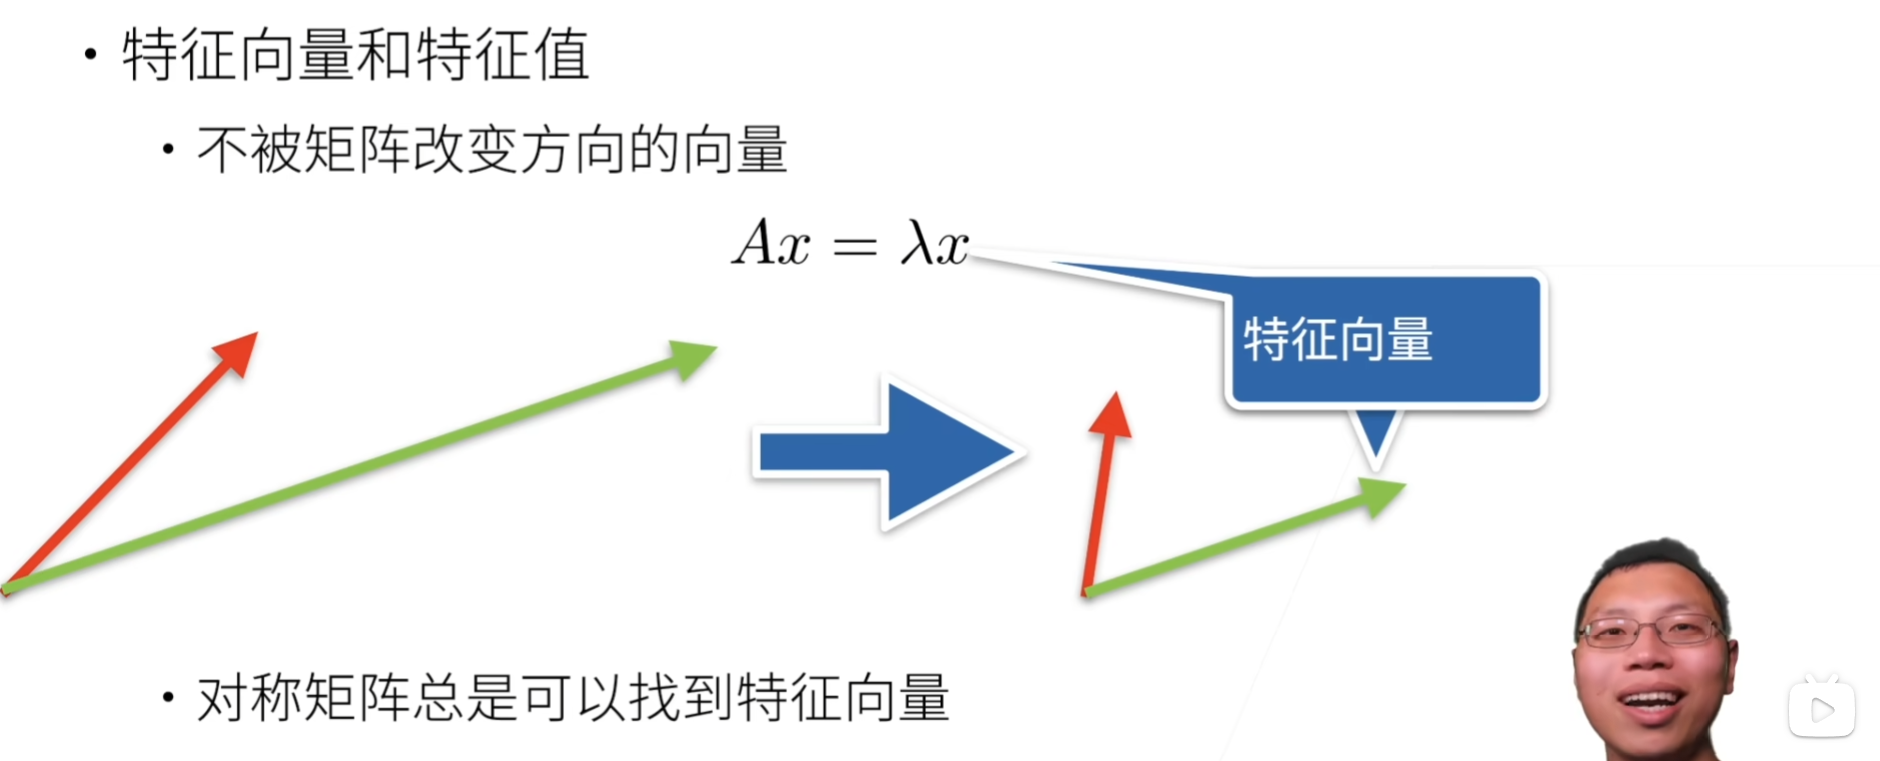 • 特征向量和特征值
• 不被矩阵改变方向的向量
Ax = λx
特征向量
• 对称矩阵总是可以找到特征向量